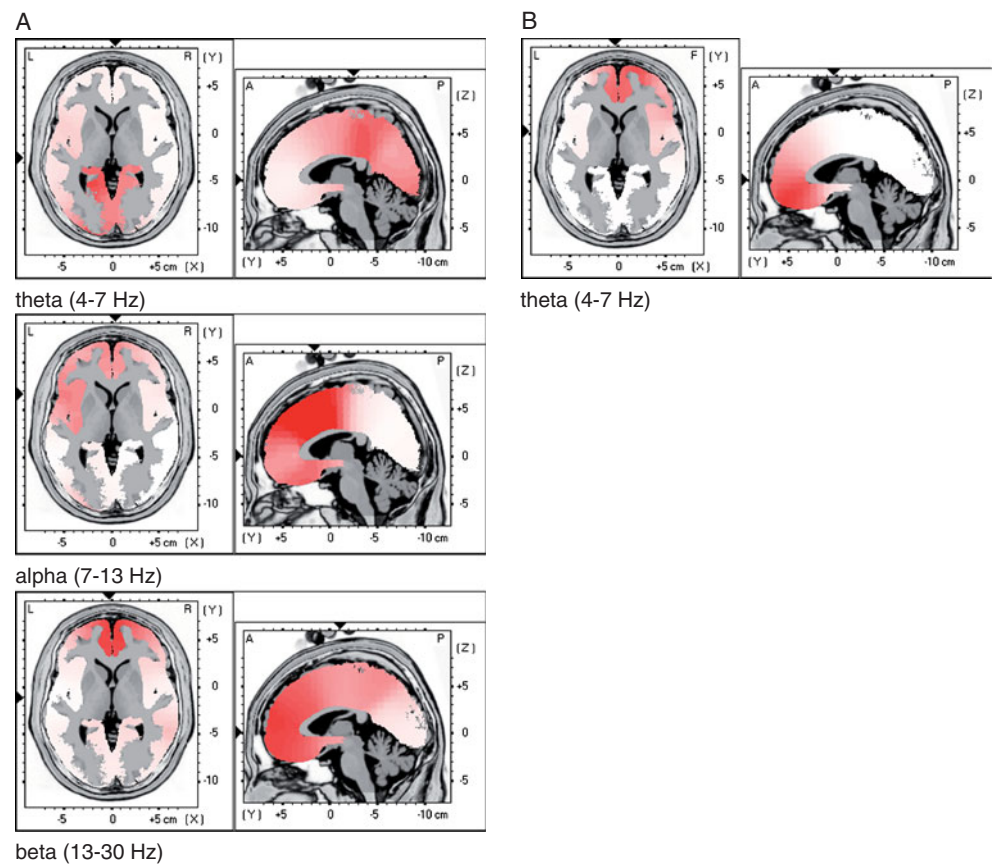 A
B
L R (Y)
+5
0
-5
-10
-5 0 +5 cm (X)
A P
(Z)
+5
0
-5
(Y) +5 0 -5 -10 cm
theta (4-7 Hz)
L F (Y)
+5
0
-5
-10
-5 0 +5 cm (X)
A P
(Z)
+5
0
-5
(Y) +5 0 -5 -10 cm
theta (4-7 Hz)
L R (Y)
+5
0
-5
-10
-5 0 +5 cm (X)
A P
(Z)
+5
0
-5
(Y) +5 0 -5 -10 cm
alpha (7-13 Hz)
L R (Y)
+5
0
-5
-10
-5 0 +5 cm (X)
A P
(Z)
+5
0
-5
(Y) +5 0 -5 -10 cm
beta (13-30 Hz)